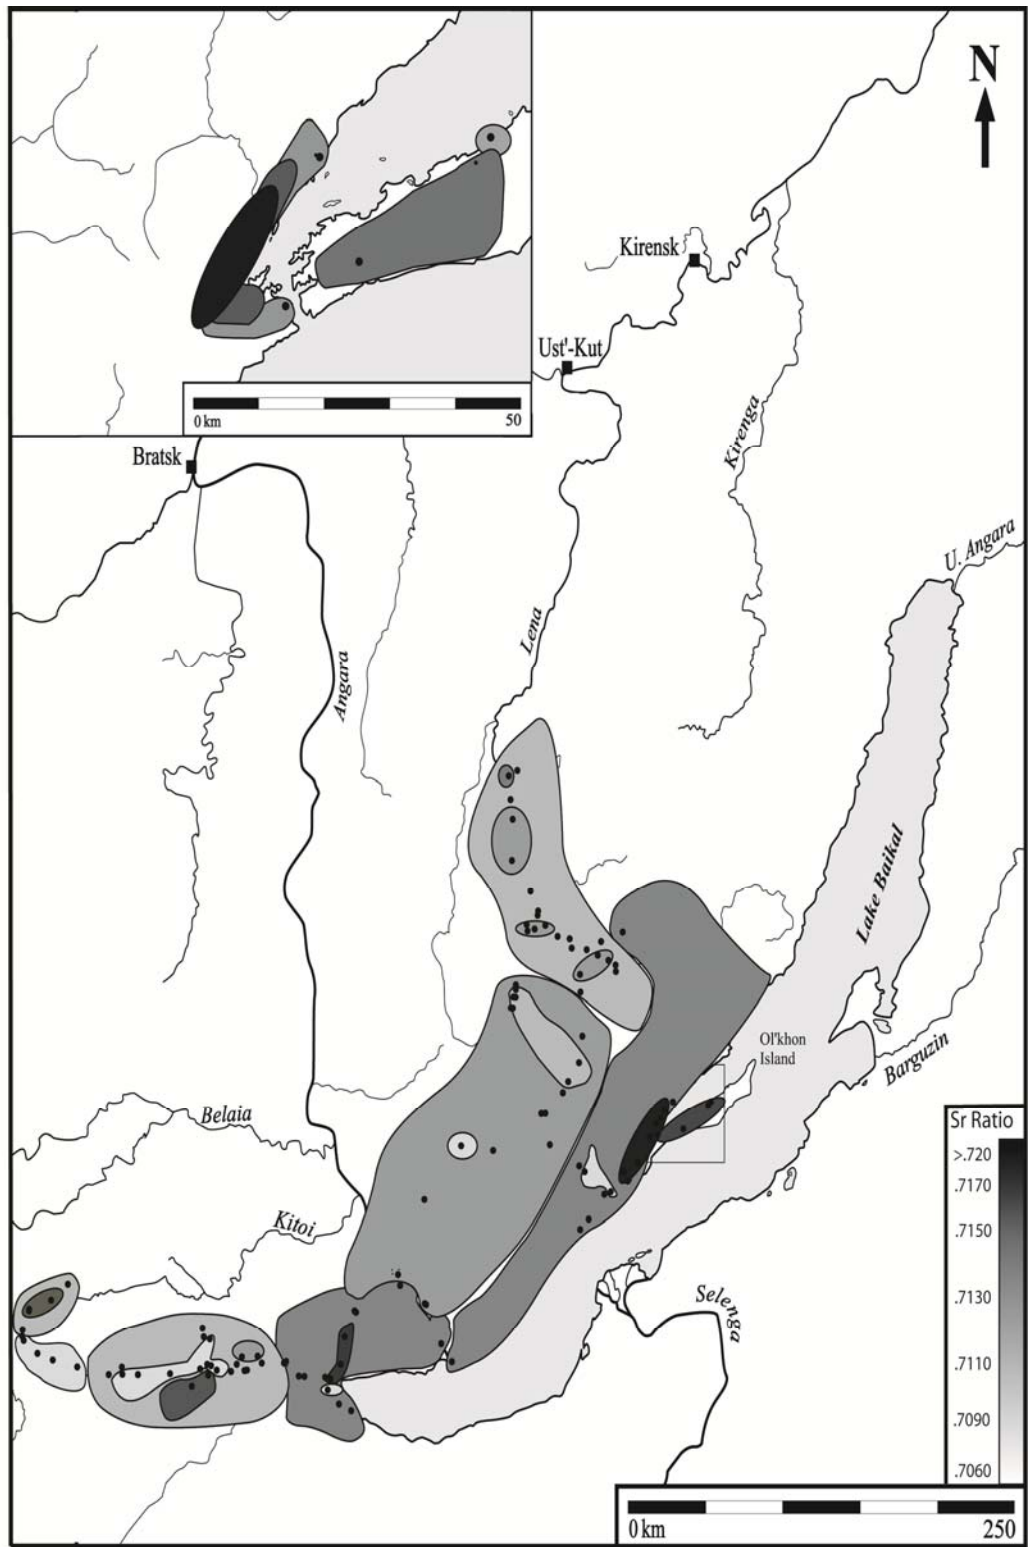 N
Kirensk
Ust'-Kut
0 km
50
Bratsk
Kirenga
U. Angara
Lena
Angara
Lake Baikal
Ol'khon
Island
Barguzin
Belaia
Sr Ratio
>.720
.7170
.7150
Kitoi
Selenga
.7130
.7110
.7090
.7060
0 km
250